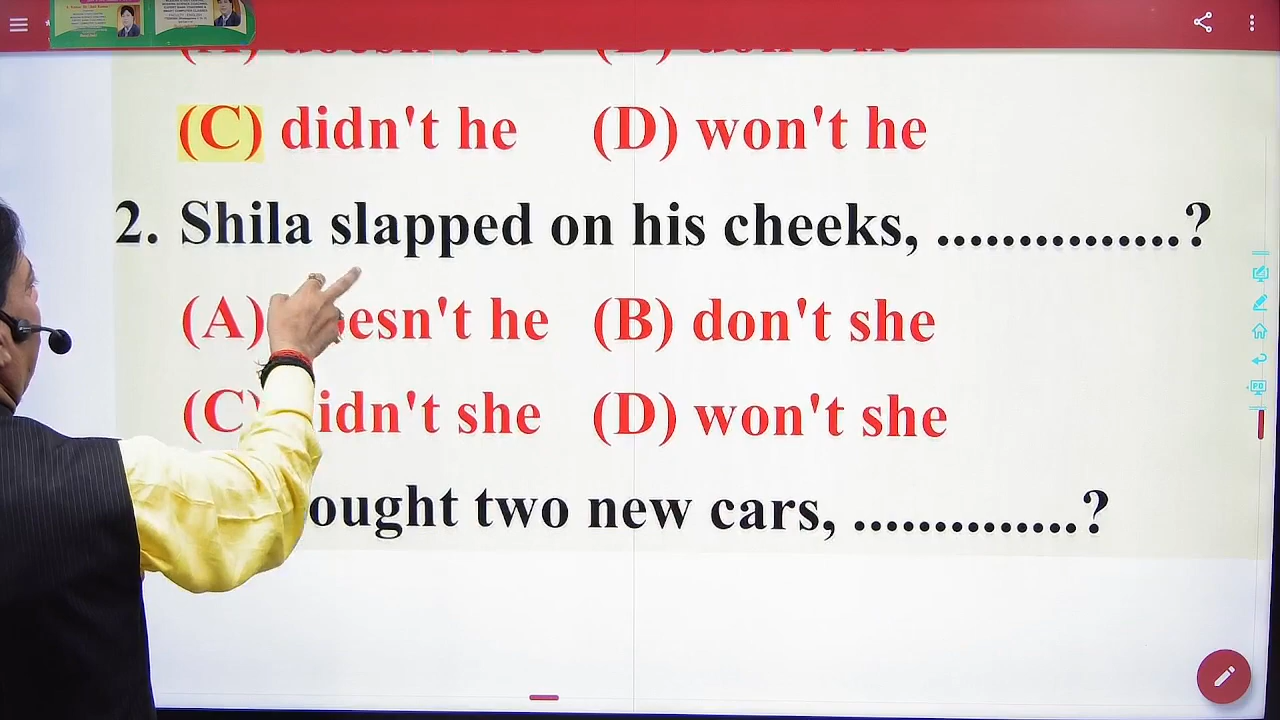 (C) didn't he (D) won't he
2. Shila slapped on his cheeks, ...............?
(A) esn't he (B) don't she
(C) idn't she (D) won't she
ought two new cars, ..............?